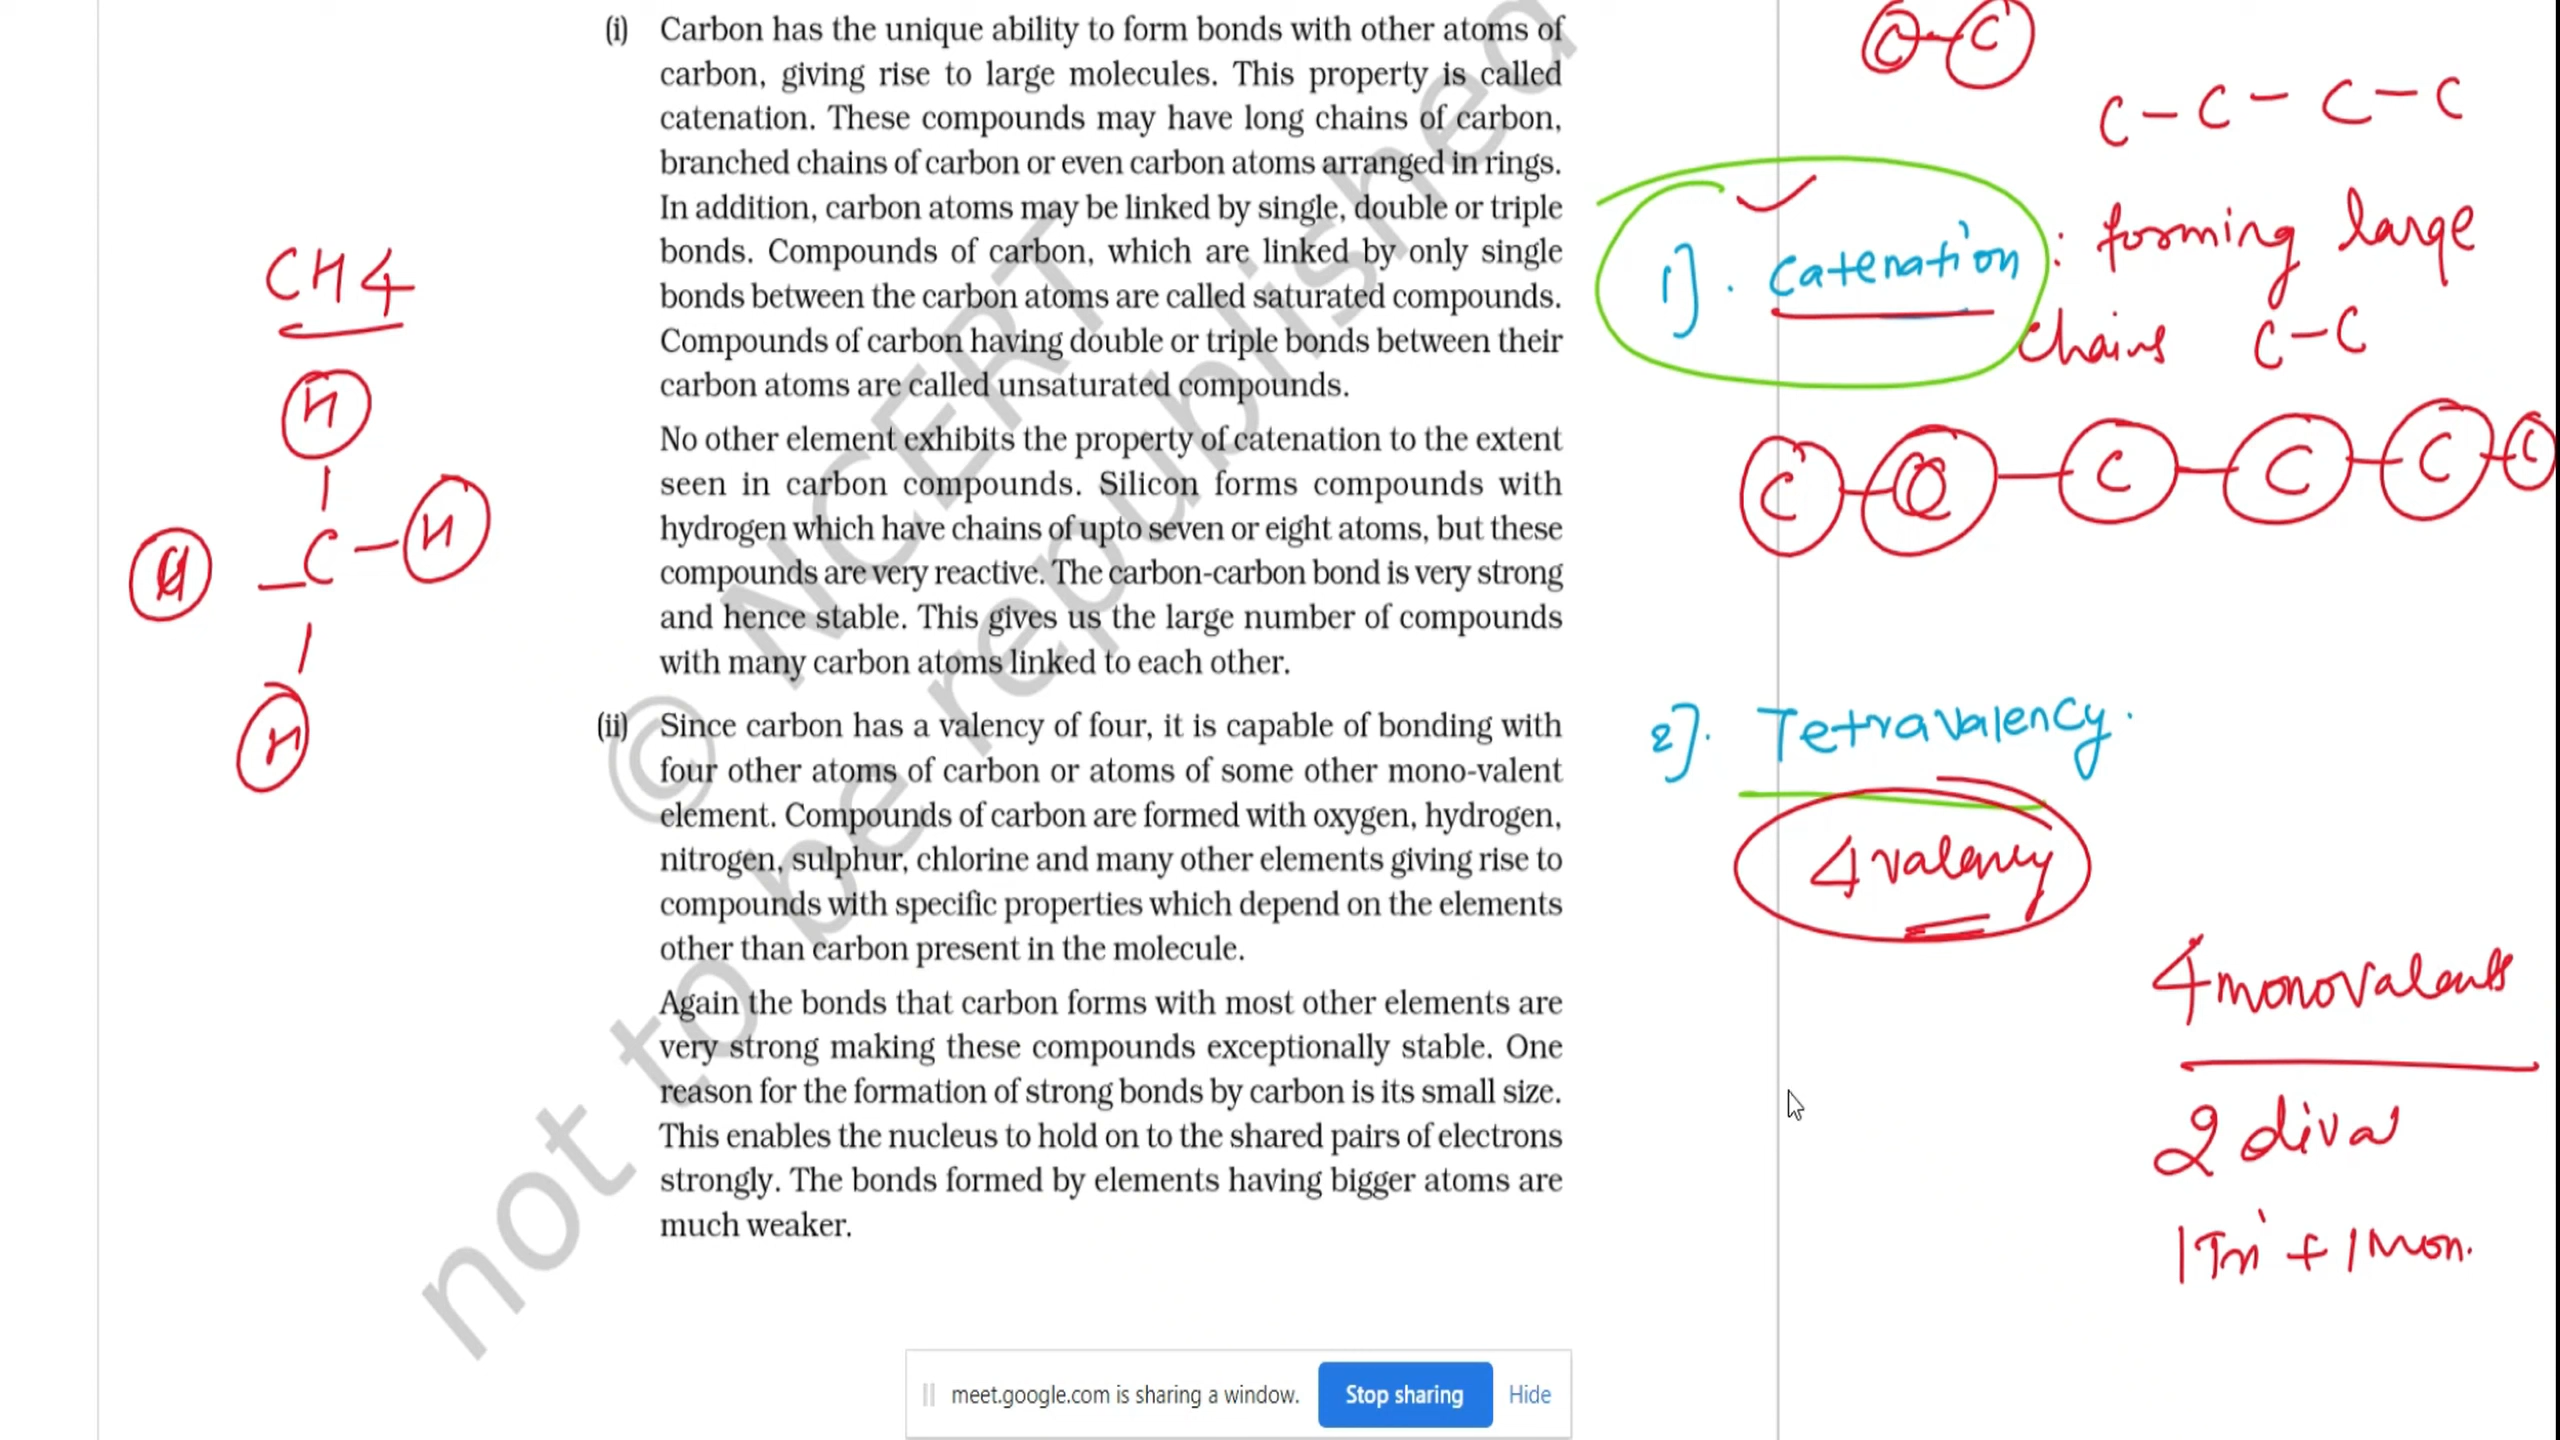 (i) Carbon has the unique ability to form bonds with other atoms of
carbon, giving rise to large molecules. This property is called
catenation. These compounds may have long chains of carbon,
branched chains of carbon or even carbon atoms arranged in rings.
In addition, carbon atoms may be linked by single, double or triple
bonds. Compounds of carbon, which are linked by only single
bonds between the carbon atoms are called saturated compounds.
Compounds of carbon having double or triple bonds between their
carbon atoms are called unsaturated compounds.
No other element exhibits the property of catenation to the extent
seen in carbon compounds. Silicon forms compounds with
hydrogen which have chains of upto seven or eight atoms, but these
compounds are very reactive. The carbon-carbon bond is very strong
and hence stable. This gives us the large number of compounds
with many carbon atoms linked to each other.
(ii) Since carbon has a valency of four, it is capable of bonding with
four other atoms of carbon or atoms of some other mono-valent
element. Compounds of carbon are formed with oxygen, hydrogen,
nitrogen, sulphur, chlorine and many other elements giving rise to
compounds with specific properties which depend on the elements
other than carbon present in the molecule.
Again the bonds that carbon forms with most other elements are
very strong making these compounds exceptionally stable. One
reason for the formation of strong bonds by carbon is its small size.
This enables the nucleus to hold on to the shared pairs of electrons
strongly. The bonds formed by elements having bigger atoms are
much weaker.
© NCERT
not to be republished
CH4
H
C-H
H
C-C
C-C-C-C
1]. Catenation : forming large
chains C-C
C-C-C-C-C-C
2]. Tetravalency.
4 valency
4 monovalents
2 dival
1 Tri + 1 Mon.
meet.google.com is sharing a window. Stop sharing Hide